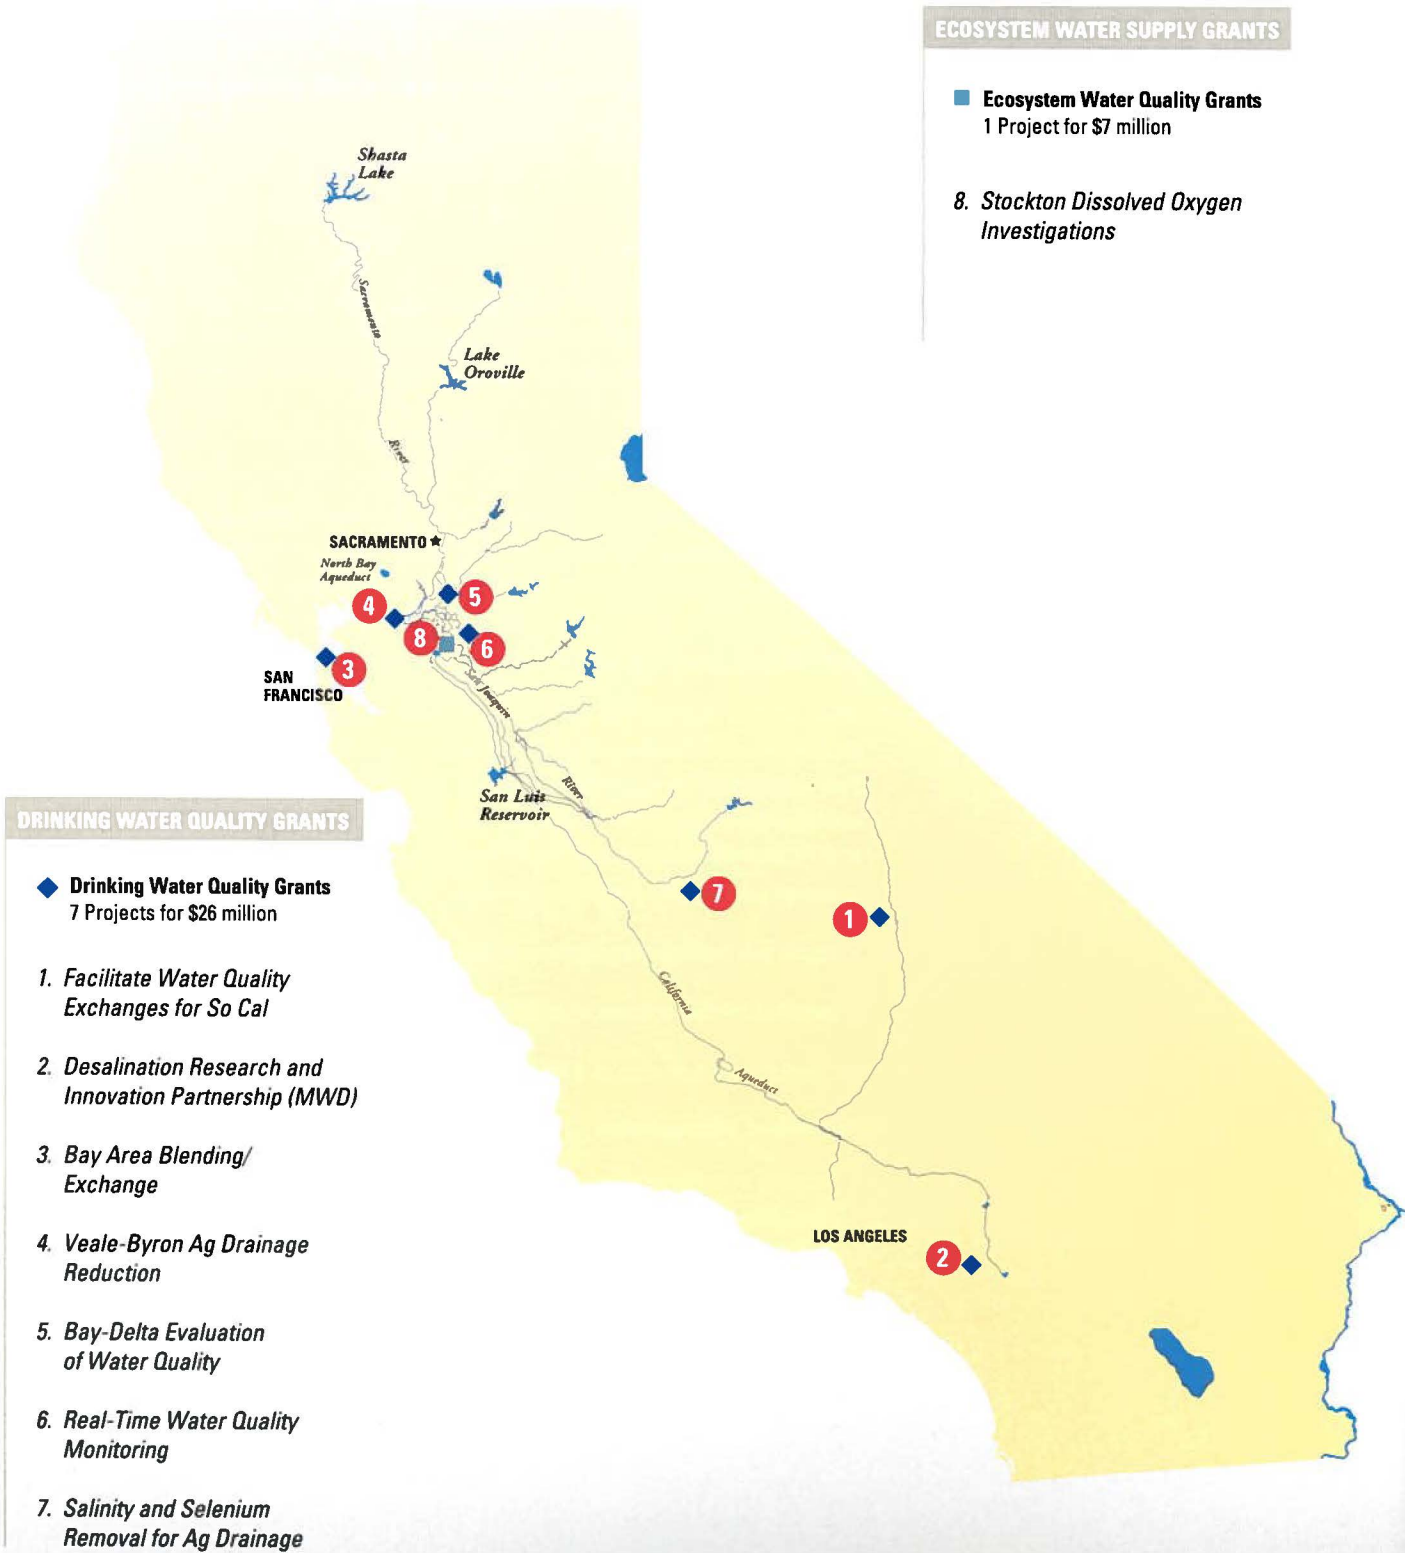 ECOSYSTEM WATER SUPPLY GRANTS
Ecosystem Water Quality Grants
1 Project for $7 million
8. Stockton Dissolved Oxygen
Investigations
Shasta
Lake
Sacramento
River
Lake
Oroville
SACRAMENTO
North Bay
Aqueduct
4
5
8
6
3
SAN
FRANCISCO
San Joaquin
River
San Luis
Reservoir
7
1
California
Aqueduct
LOS ANGELES
2
DRINKING WATER QUALITY GRANTS
Drinking Water Quality Grants
7 Projects for $26 million
1. Facilitate Water Quality
Exchanges for So Cal
2. Desalination Research and
Innovation Partnership (MWD)
3. Bay Area Blending/
Exchange
4. Veale-Byron Ag Drainage
Reduction
5. Bay-Delta Evaluation
of Water Quality
6. Real-Time Water Quality
Monitoring
7. Salinity and Selenium
Removal for Ag Drainage